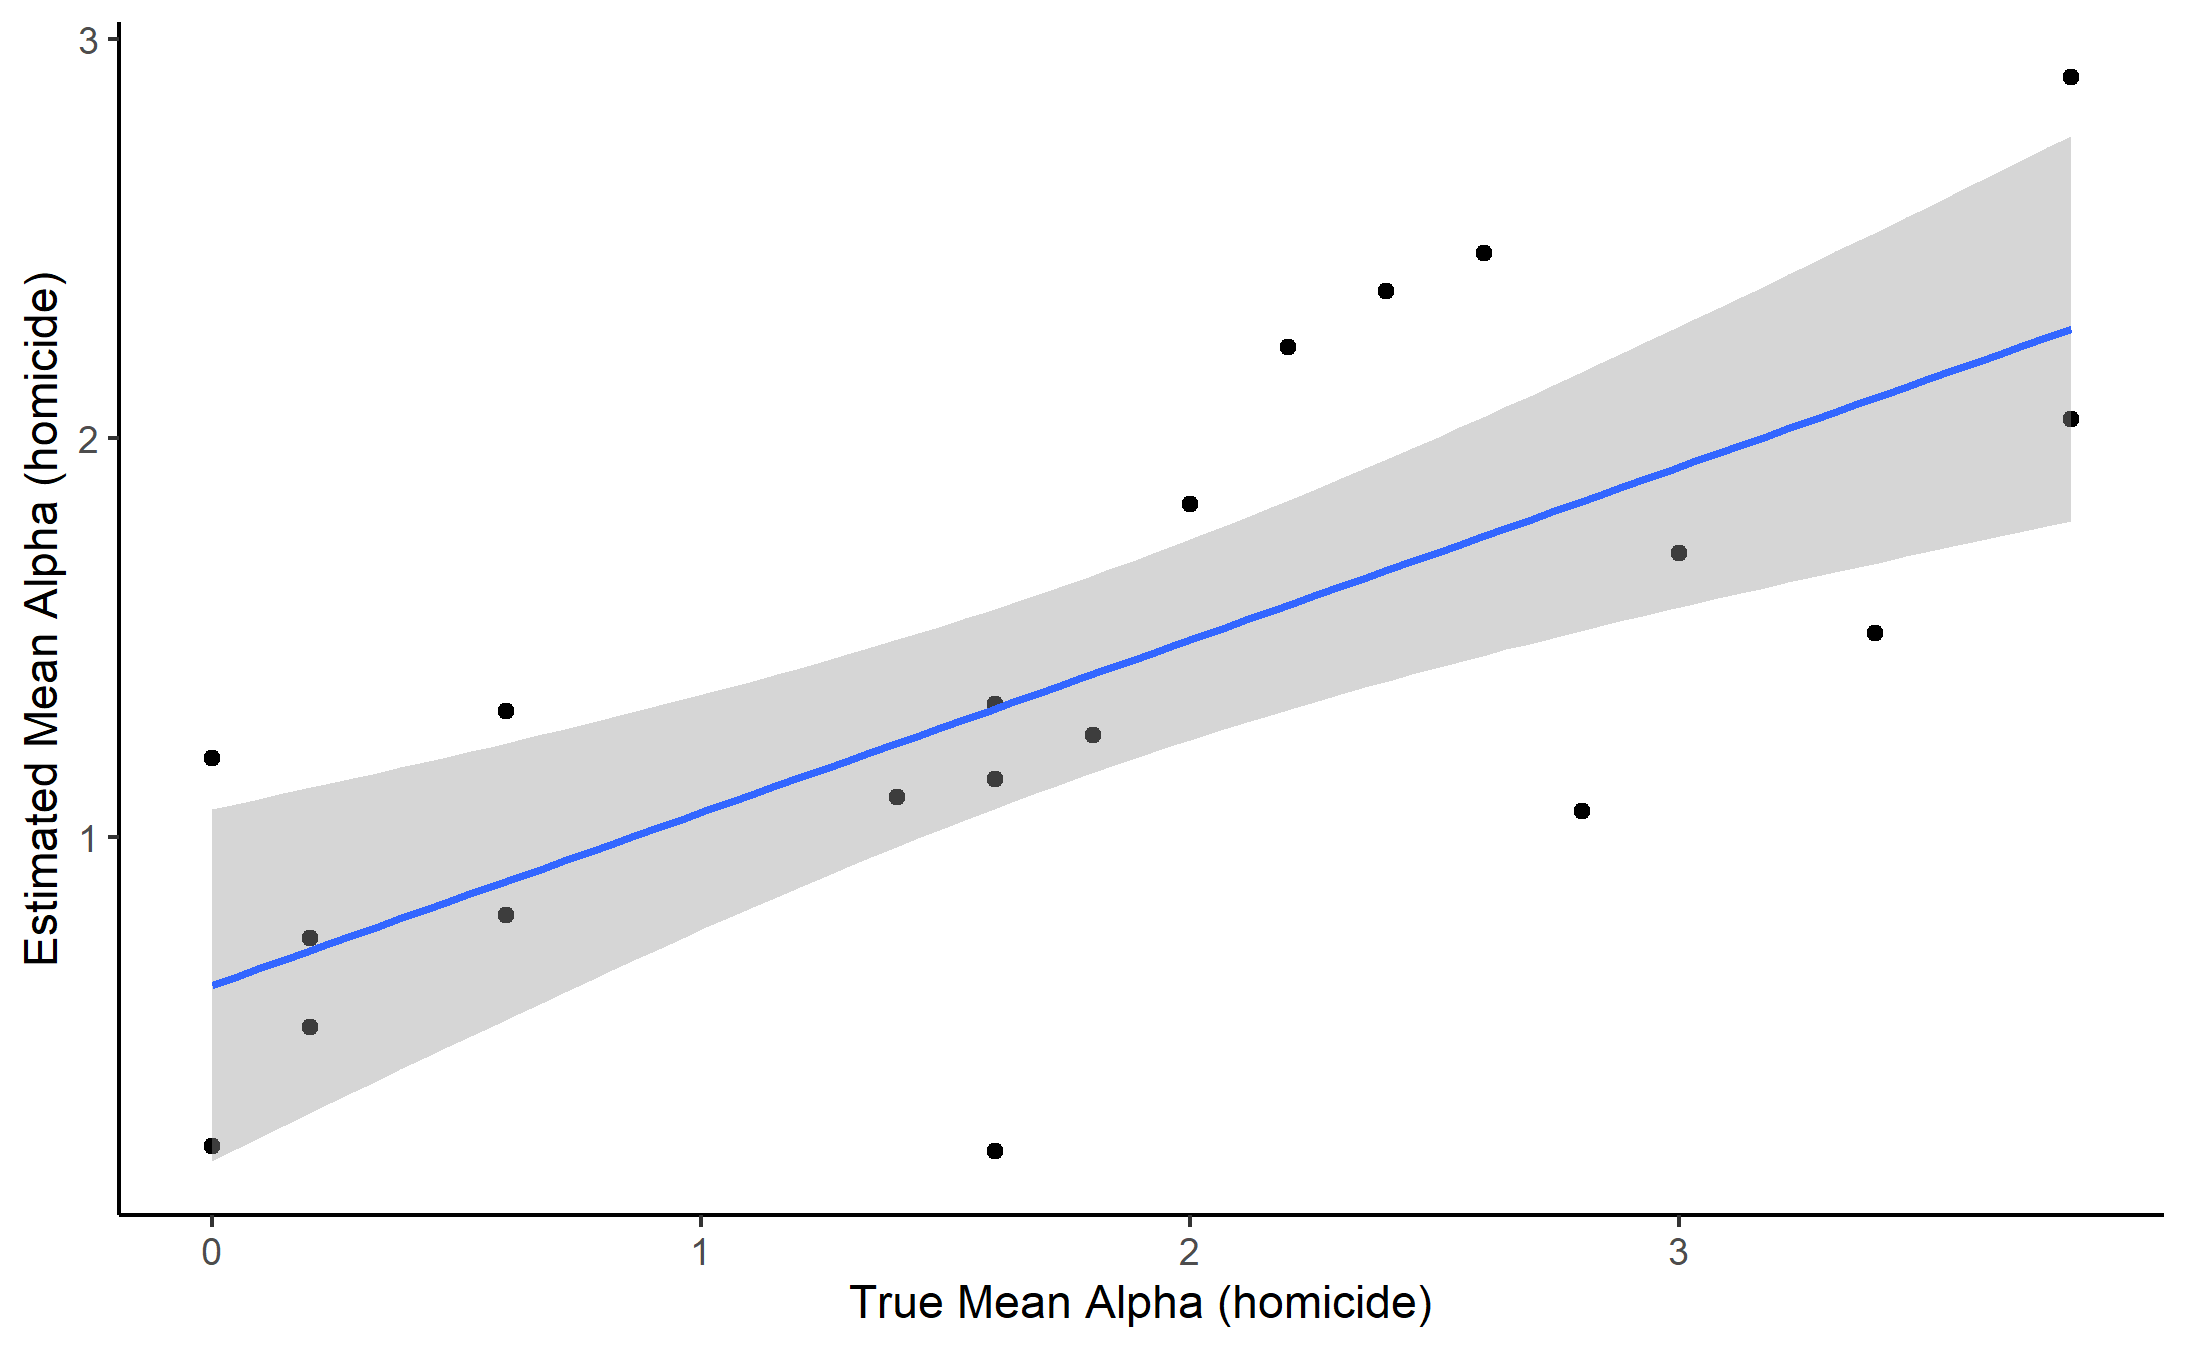 3
2
1
Estimated Mean Alpha (homicide)
0 1 2 3
True Mean Alpha (homicide)